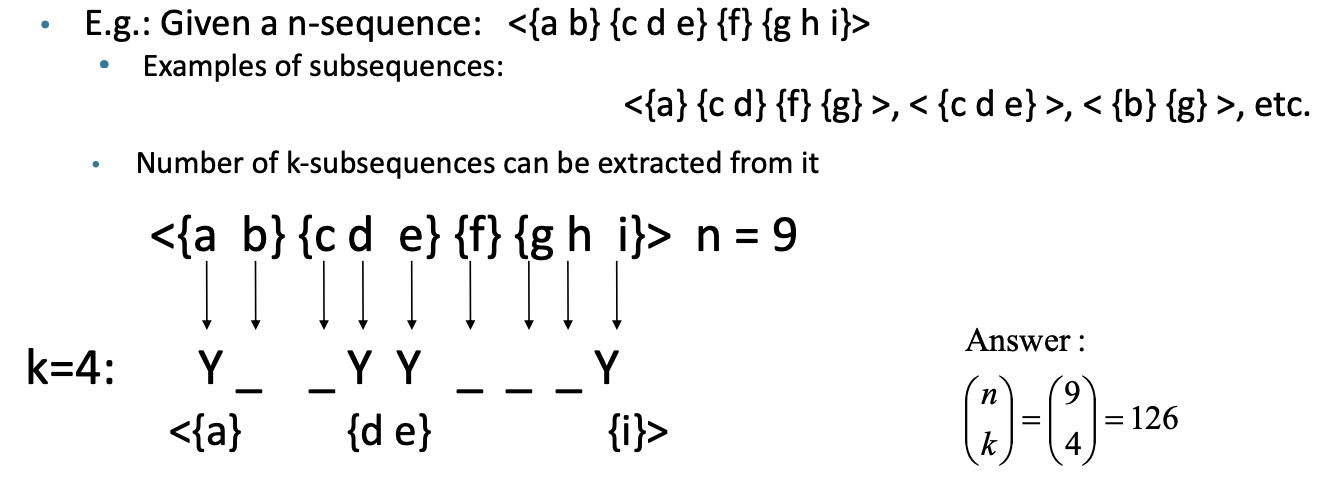 • E.g.: Given a n-sequence: <{a b} {c d e} {f} {g h i}>
• Examples of subsequences:
<{a} {c d} {f} {g} >, < {c d e} >, < {b} {g} >, etc.
• Number of k-subsequences can be extracted from it
<{a b} {c d e} {f} {g h i}> n = 9
k=4: Y _ _ Y Y _ _ _ Y
<{a} {d e} {i}>
Answer :
(n k) = (9 4) = 126